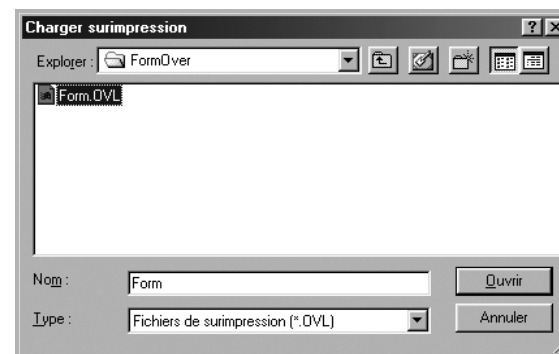 Charger surimpression
Explorer : FormOver
Form.OVL
Nom : Form Ouvrir
Type : Fichiers de surimpression (*.OVL) Annuler